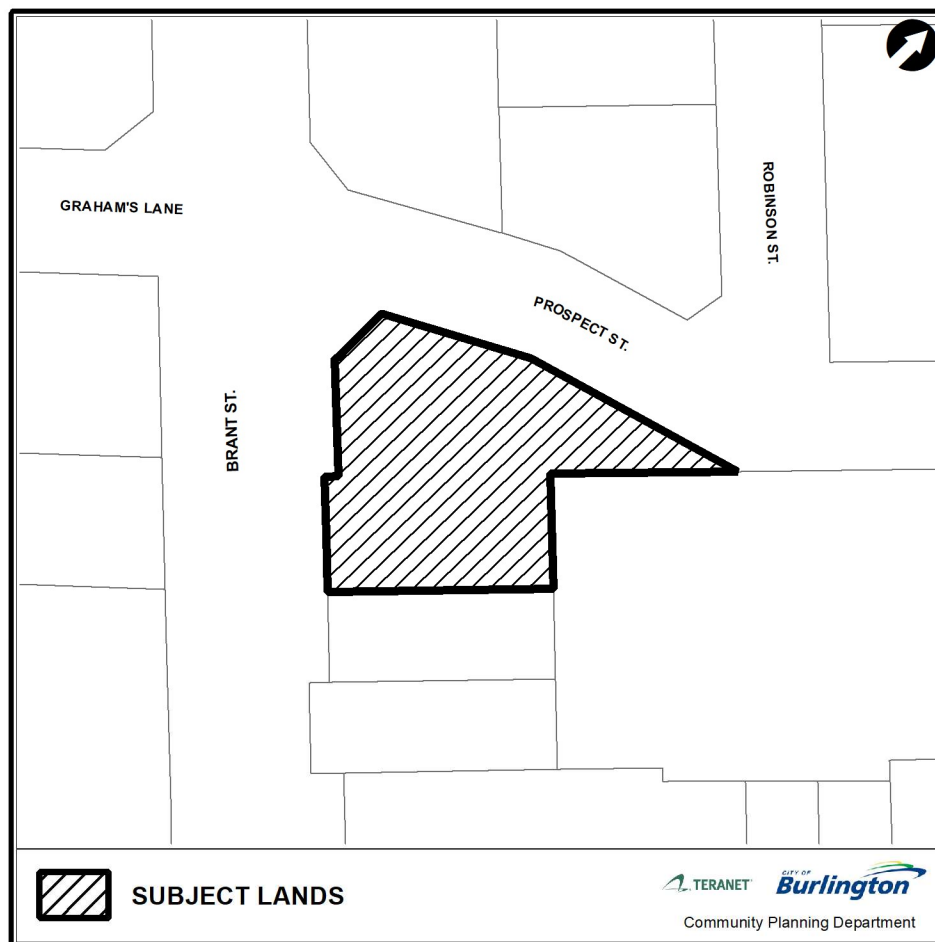 GRAHAM'S LANE
ROBINSON ST.
PROSPECT ST.
BRANT ST.
SUBJECT LANDS
TERANET
CITY OF
Burlington
Community Planning Department